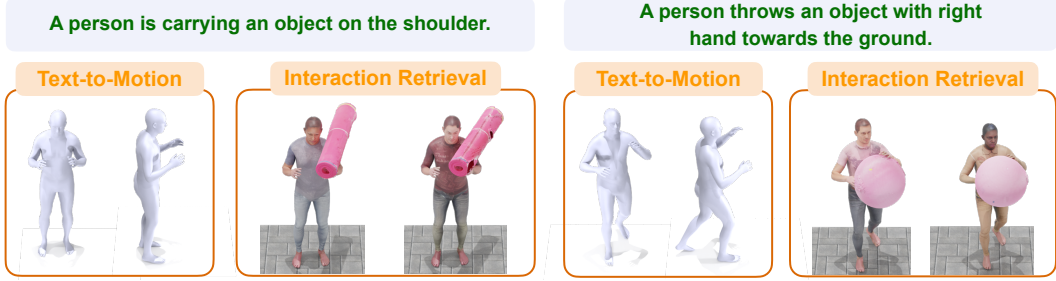 A person is carrying an object on the shoulder.
A person throws an object with right
hand towards the ground.
Text-to-Motion
Interaction Retrieval
Text-to-Motion
Interaction Retrieval